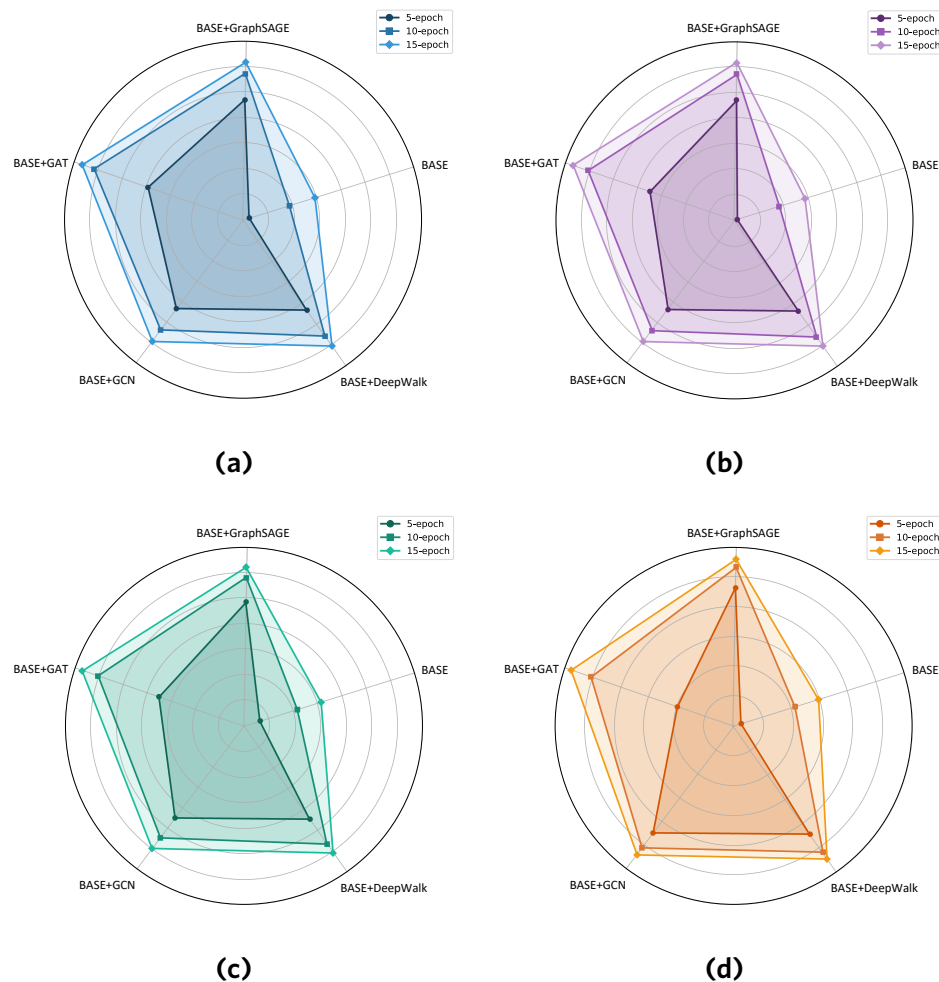 BASE+GraphSAGE
5-epoch
10-epoch
15-epoch
BASE+GAT
BASE
BASE+GCN
BASE+DeepWalk
(a)
BASE+GraphSAGE
5-epoch
10-epoch
15-epoch
BASE+GAT
BASE
BASE+GCN
BASE+DeepWalk
(b)
BASE+GraphSAGE
5-epoch
10-epoch
15-epoch
BASE+GAT
BASE
BASE+GCN
BASE+DeepWalk
(c)
BASE+GraphSAGE
5-epoch
10-epoch
15-epoch
BASE+GAT
BASE
BASE+GCN
BASE+DeepWalk
(d)